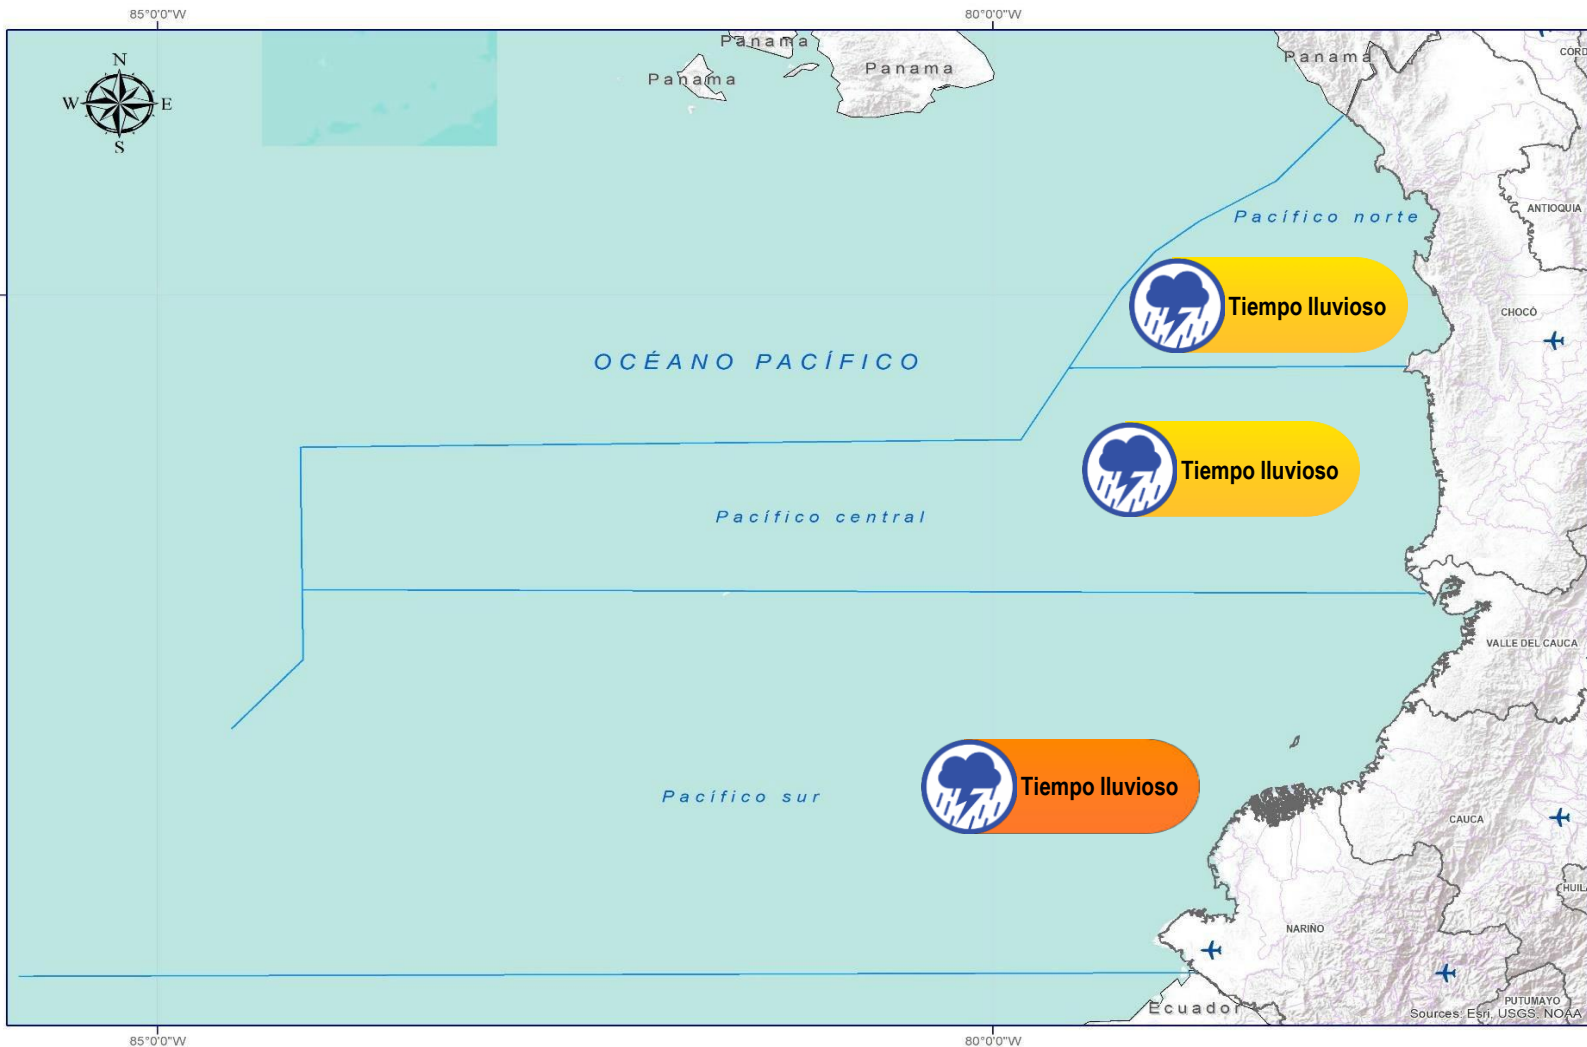 85°0'0"W
80°0'0"W
N
W
E
S
Panama
Panama
Panama
Panama
CORD
ANTIOQUIA
Pacífico norte
Tiempo lluvioso
CHOCÓ
OCÉANO PACÍFICO
Tiempo lluvioso
Pacífico central
VALLE DEL CAUCA
Tiempo lluvioso
Pacífico sur
CAUCA
HUILA
NARIÑO
PUTUMAYO
Ecuador
Sources: Esri, USGS, NOAA
85°0'0"W
80°0'0"W